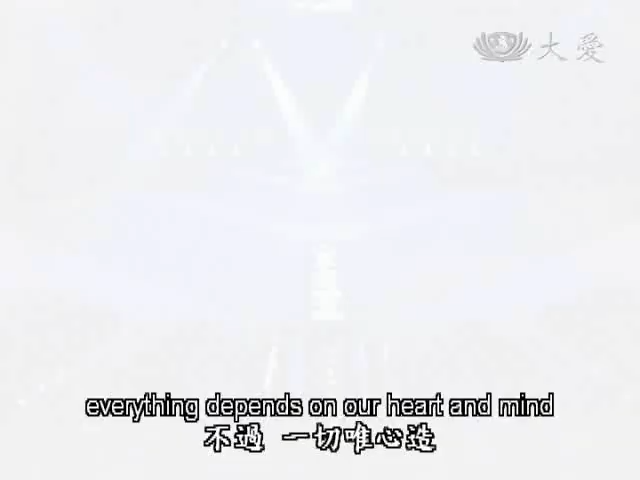 大愛
everything depends on our heart and mind
不過 一切唯心造